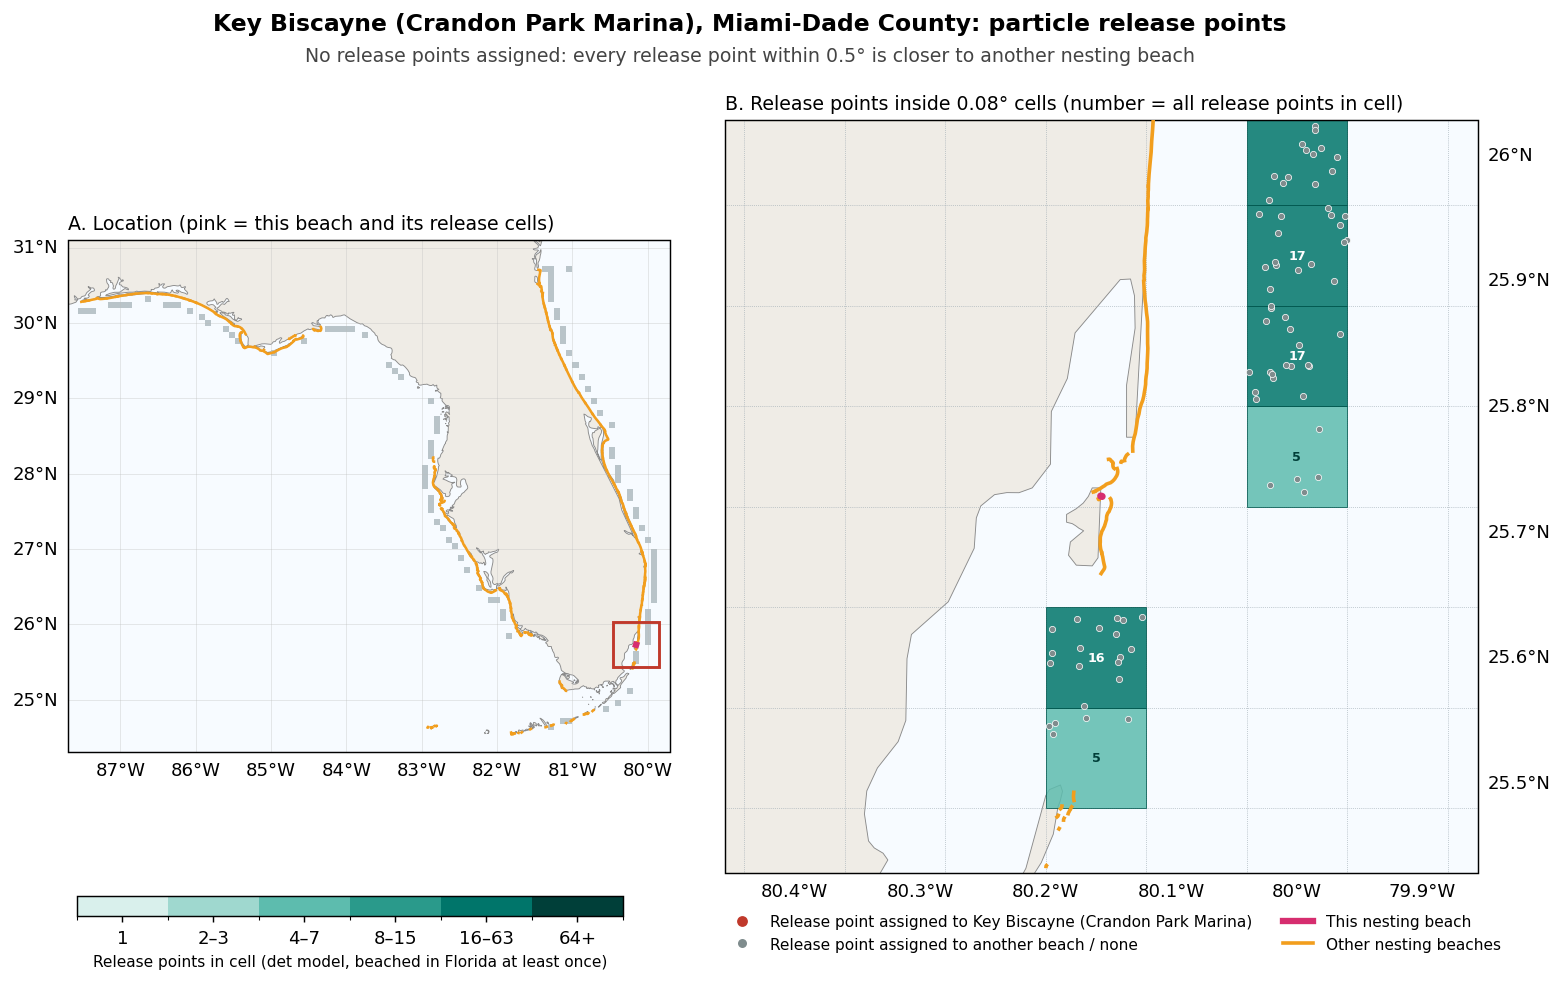 Key Biscayne (Crandon Park Marina), Miami-Dade County: particle release points
No release points assigned: every release point within 0.5° is closer to another nesting beach
A. Location (pink = this beach and its release cells)
31°N
30°N
29°N
28°N
27°N
26°N
25°N
87°W 86°W 85°W 84°W 83°W 82°W 81°W 80°W
1 2–3 4–7 8–15 16–63 64+
Release points in cell (det model, beached in Florida at least once)
B. Release points inside 0.08° cells (number = all release points in cell)
17
17
5
16
5
26°N
25.9°N
25.8°N
25.7°N
25.6°N
25.5°N
80.4°W 80.3°W 80.2°W 80.1°W 80°W 79.9°W
Release point assigned to Key Biscayne (Crandon Park Marina)
Release point assigned to another beach / none
This nesting beach
Other nesting beaches